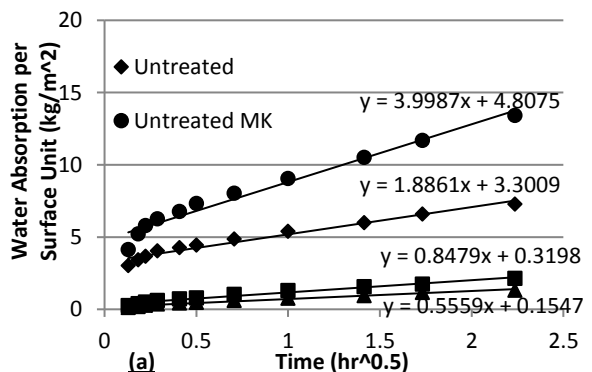 20
15
10
5
0
Water Absorption per
Surface Unit (kg/m^2)
Untreated
Untreated MK
y = 3.9987x + 4.8075
y = 1.8861x + 3.3009
y = 0.8479x + 0.3198
y = 0.5559x + 0.1547
0 0.5 1 1.5 2 2.5
(a) Time (hr^0.5)